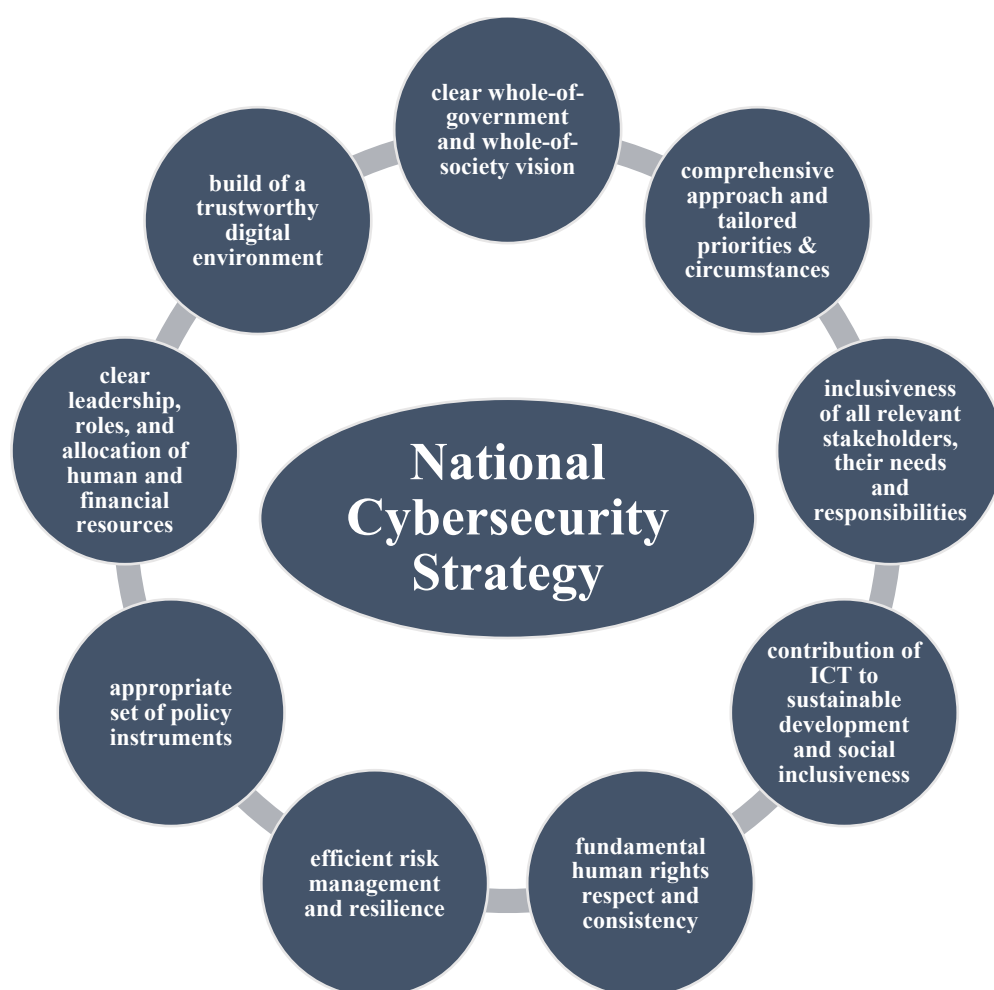 clear whole-of-
government
and whole-of-
society vision
comprehensive
approach and
tailored
priorities &
circumstances
inclusiveness
of all relevant
stakeholders,
their needs
and
responsibilities
contribution of
ICT to
sustainable
development
and social
inclusiveness
fundamental
human rights
respect and
consistency
efficient risk
management
and resilience
appropriate
set of policy
instruments
clear
leadership,
roles, and
allocation of
human and
financial
resources
build of a
trustworthy
digital
environment
National
Cybersecurity
Strategy